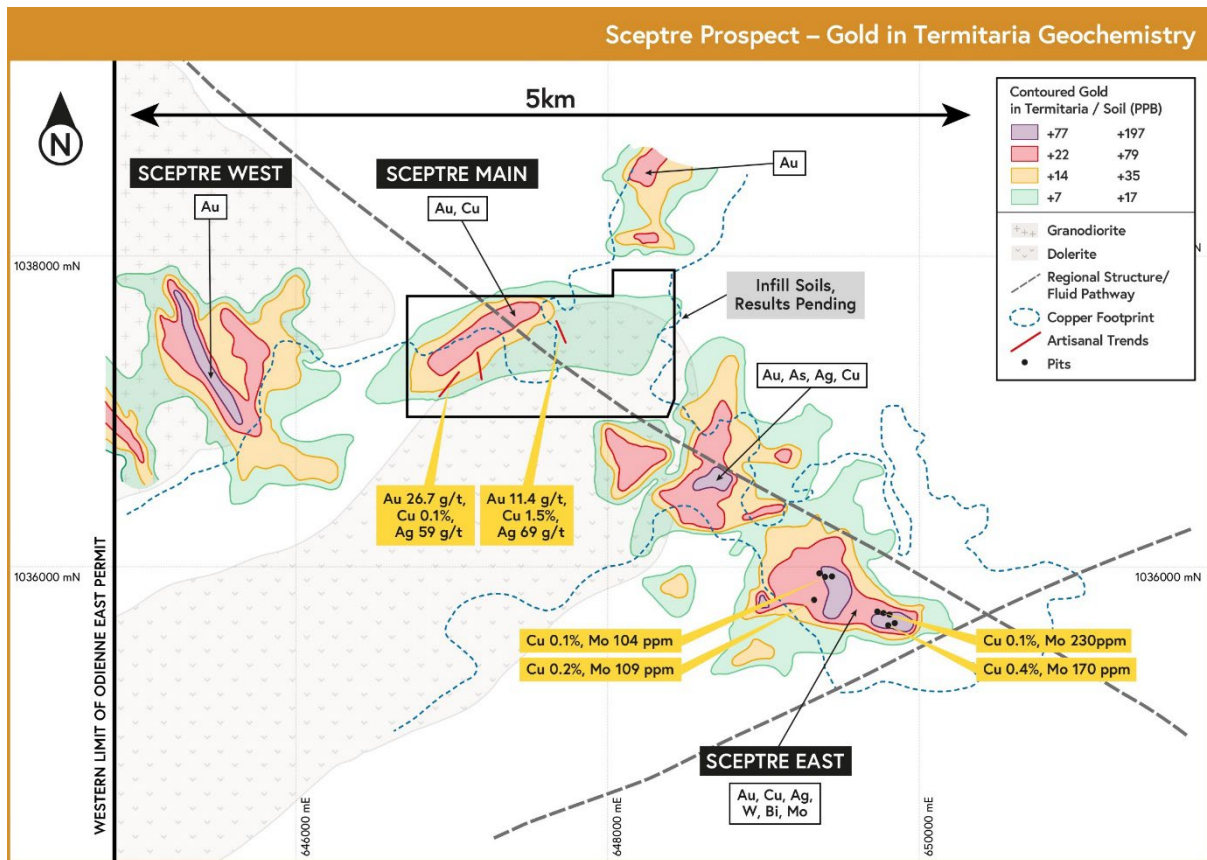 Sceptre Prospect – Gold in Termitaria Geochemistry
5km
N
SCEPTRE WEST
Au
SCEPTRE MAIN
Au, Cu
Au
Contoured Gold
in Termitaria / Soil (PPB)
+77 +197
+22 +79
+14 +35
+7 +17
Granodiorite
Dolerite
Regional Structure/
Fluid Pathway
Copper Footprint
Artisanal Trends
Pits
1038000 mN
N
Infill Soils,
Results Pending
Au, As, Ag, Cu
Au 26.7 g/t,
Cu 0.1%,
Ag 59 g/t
Au 11.4 g/t,
Cu 1.5%,
Ag 69 g/t
1036000 mN
1036000 mN
Cu 0.1%, Mo 104 ppm
Cu 0.2%, Mo 109 ppm
Cu 0.1%, Mo 230ppm
Cu 0.4%, Mo 170 ppm
SCEPTRE EAST
Au, Cu, Ag,
W, Bi, Mo
WESTERN LIMIT OF ODIENNE EAST PERMIT
646000 mE
648000 mE
650000 mE